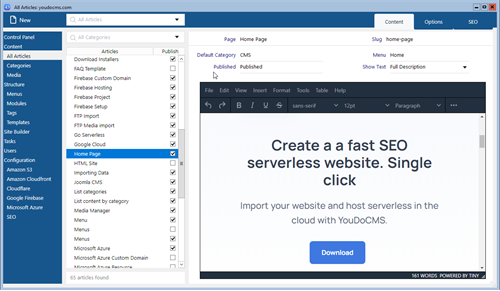 All Articles: youdocms.com
New
All Articles
Content
Options
SEO
Control Panel
Content
All Articles
Categories
Media
Structure
Menus
Modules
Tags
Templates
Site Builder
Tasks
Users
Configuration
Amazon S3
Amazon Cloudfront
Cloudflare
Google Firebase
Microsoft Azure
SEO
All Categories
Articles
Publish
Download Installers
FAQ Template
Firebase Custom Domain
Firebase Hosting
Firebase Project
Firebase Setup
FTP Import
FTP Media import
Go Serverless
Google Cloud
Home Page
HTML Site
Importing Data
Joomla CMS
List categories
List content by category
Media Manager
Menu
Menus
Menus
Microsoft Azure
Microsoft Azure Custom Domain
Microsoft Azure Resource
65 articles found
Page Home Page
Slug home-page
Default Category CMS
Menu Home
Published Published
Show Text Full Description
File Edit View Insert Format Tools Table Help
B I U S sans-serif 12pt Paragraph
Create a a fast SEO
serverless website. Single
click
Import your website and host serverless in the
cloud with YouDoCMS.
Download
161 WORDS POWERED BY TINY